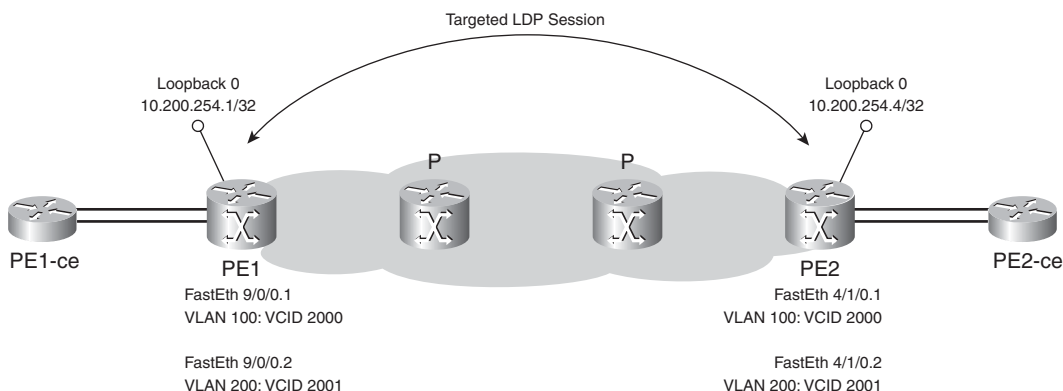 Targeted LDP Session
Loopback 0
10.200.254.1/32
Loopback 0
10.200.254.4/32
P
P
PE1-ce
PE1
PE2
PE2-ce
FastEth 9/0/0.1
VLAN 100: VCID 2000
FastEth 4/1/0.1
VLAN 100: VCID 2000
FastEth 9/0/0.2
VLAN 200: VCID 2001
FastEth 4/1/0.2
VLAN 200: VCID 2001